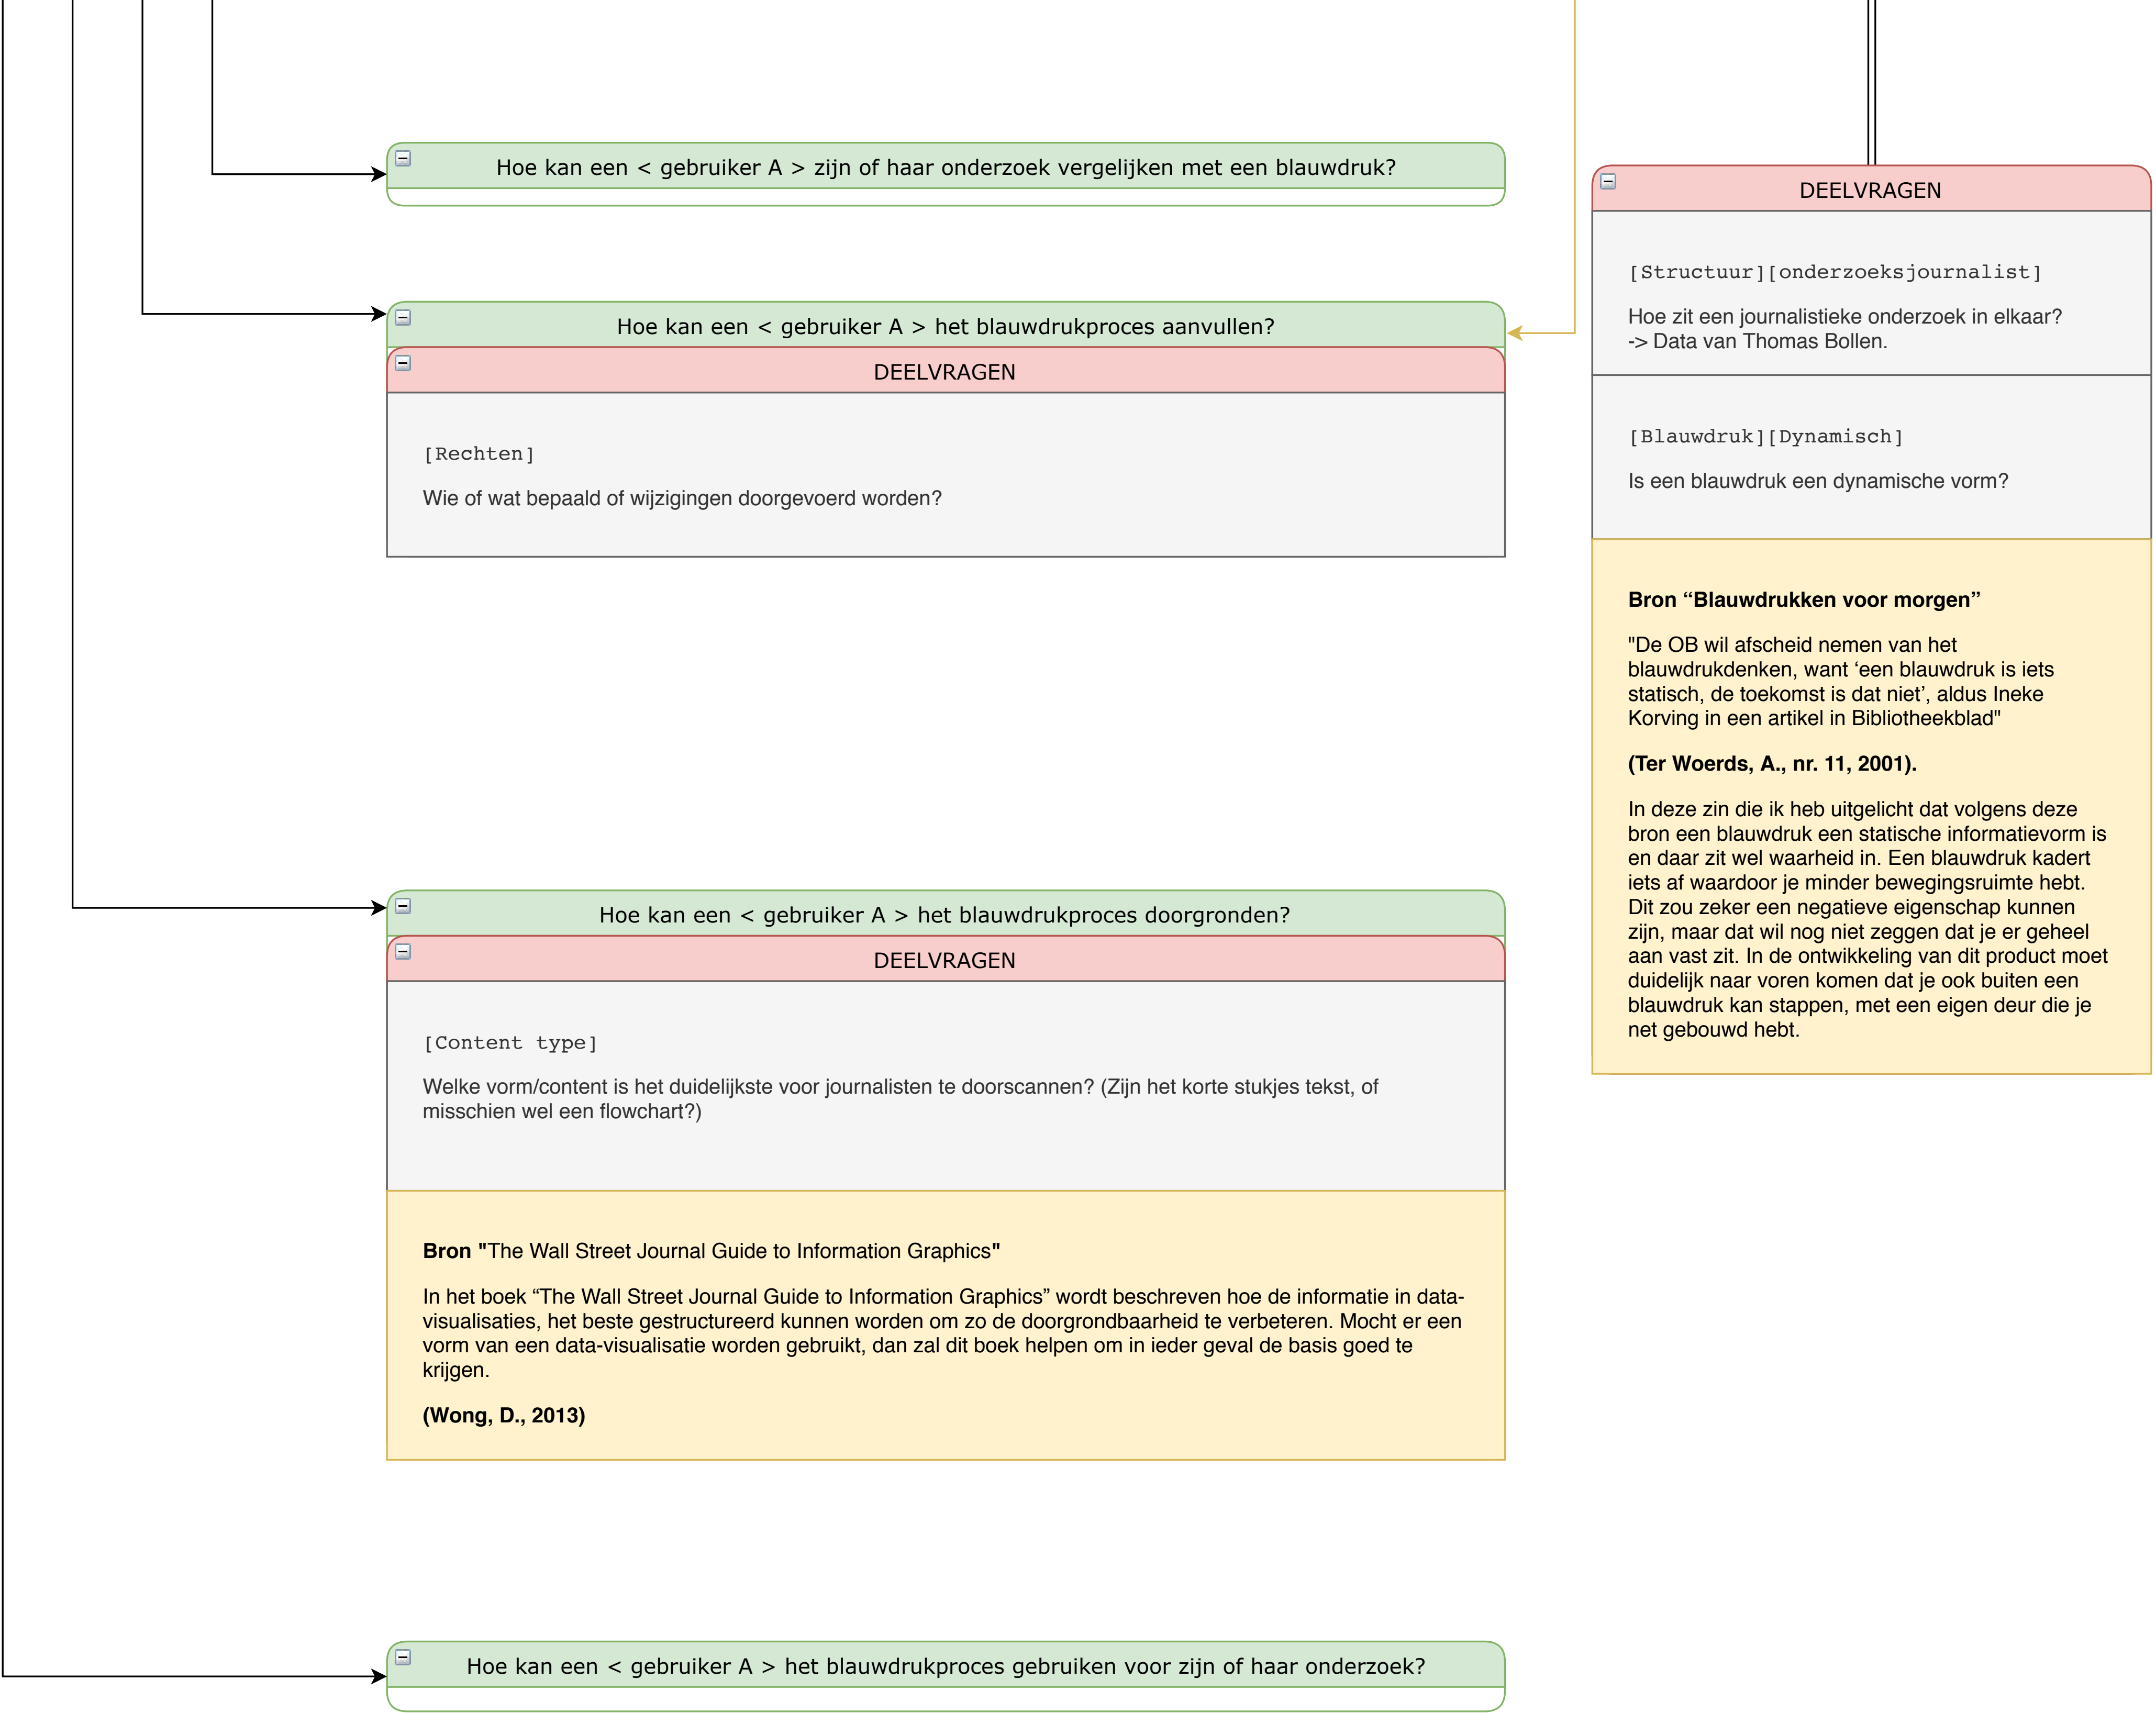 Hoe kan een < gebruiker A > zijn of haar onderzoek vergelijken met een blauwdruk?
Hoe kan een < gebruiker A > het blauwdrukproces aanvullen?
DEELVRAGEN
[Rechten]
Wie of wat bepaald of wijzigingen doorgevoerd worden?
Hoe kan een < gebruiker A > het blauwdrukproces doorgronden?
DEELVRAGEN
[Content type]
Welke vorm/content is het duidelijkste voor journalisten te doorscannen? (Zijn het korte stukjes tekst, of
misschien wel een flowchart?)
Bron "The Wall Street Journal Guide to Information Graphics"
In het boek “The Wall Street Journal Guide to Information Graphics” wordt beschreven hoe de informatie in data-
visualisaties, het beste gestructureerd kunnen worden om zo de doorgrondbaarheid te verbeteren. Mocht er een
vorm van een data-visualisatie worden gebruikt, dan zal dit boek helpen om in ieder geval de basis goed te
krijgen.
(Wong, D., 2013)
Hoe kan een < gebruiker A > het blauwdrukproces gebruiken voor zijn of haar onderzoek?
DEELVRAGEN
[Structuur][onderzoeksjournalist]
Hoe zit een journalistieke onderzoek in elkaar?
-> Data van Thomas Bollen.
[Blauwdruk][Dynamisch]
Is een blauwdruk een dynamische vorm?
Bron “Blauwdrukken voor morgen”
"De OB wil afscheid nemen van het
blauwdrukdenken, want ‘een blauwdruk is iets
statisch, de toekomst is dat niet’, aldus Ineke
Korving in een artikel in Bibliotheekblad"
(Ter Woerds, A., nr. 11, 2001).
In deze zin die ik heb uitgelicht dat volgens deze
bron een blauwdruk een statische informatievorm is
en daar zit wel waarheid in. Een blauwdruk kadert
iets af waardoor je minder bewegingsruimte hebt.
Dit zou zeker een negatieve eigenschap kunnen
zijn, maar dat wil nog niet zeggen dat je er geheel
aan vast zit. In de ontwikkeling van dit product moet
duidelijk naar voren komen dat je ook buiten een
blauwdruk kan stappen, met een eigen deur die je
net gebouwd hebt.